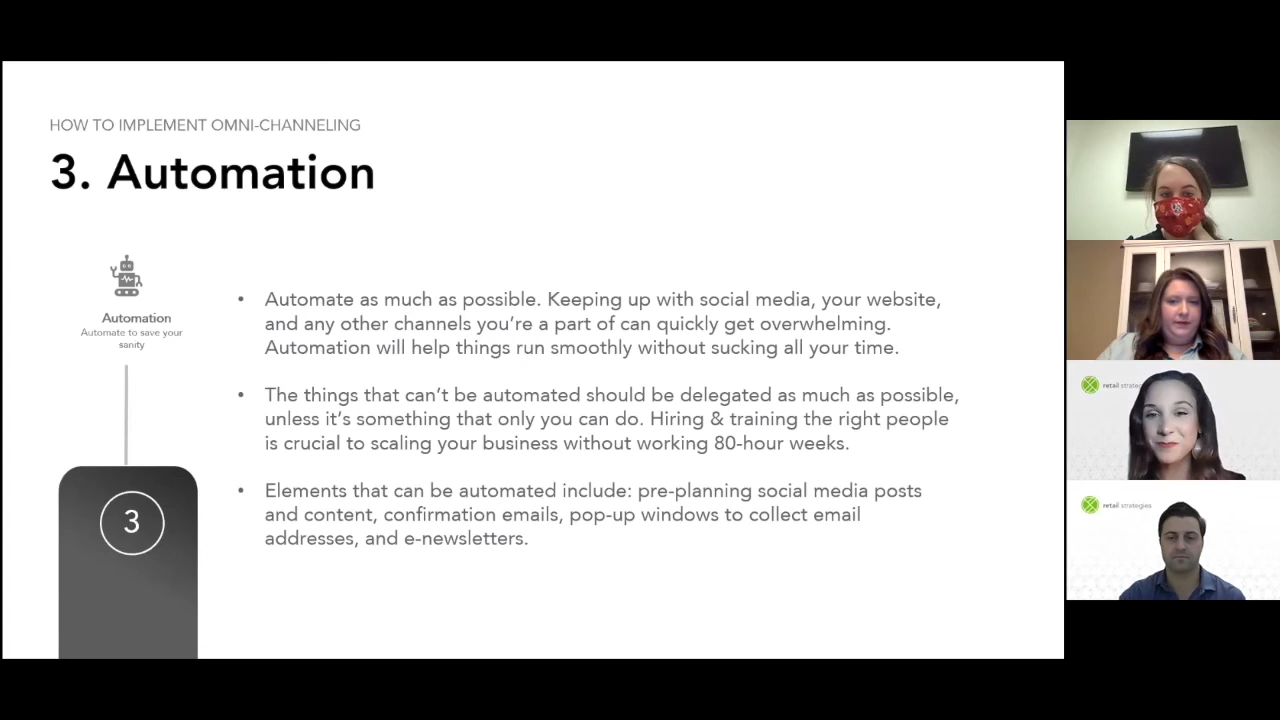 HOW TO IMPLEMENT OMNI-CHANNELING
3. Automation
Automation
Automate to save your
sanity
3
• Automate as much as possible. Keeping up with social media, your website,
and any other channels you're a part of can quickly get overwhelming.
Automation will help things run smoothly without sucking all your time.
• The things that can't be automated should be delegated as much as possible,
unless it's something that only you can do. Hiring & training the right people
is crucial to scaling your business without working 80-hour weeks.
• Elements that can be automated include: pre-planning social media posts
and content, confirmation emails, pop-up windows to collect email
addresses, and e-newsletters.
retail strateg
retail strategies